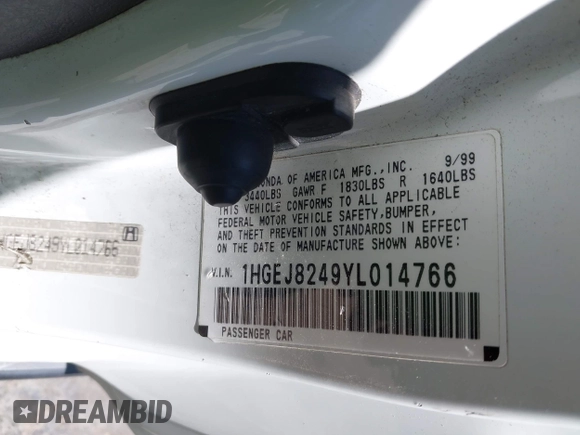 HONDA OF AMERICA MFG., INC. 9/99
3440LBS GAWR F 1830LBS R 1640LBS
THIS VEHICLE CONFORMS TO ALL APPLICABLE
FEDERAL MOTOR VEHICLE SAFETY, BUMPER,
AND THEFT PREVENTION STANDARDS IN EFFECT
ON THE DATE OF MANUFACTURE SHOWN ABOVE:
V.I.N. 1HGEJ8249YL014766
PASSENGER CAR
1HGEJ8249YL014766
DREAMBID